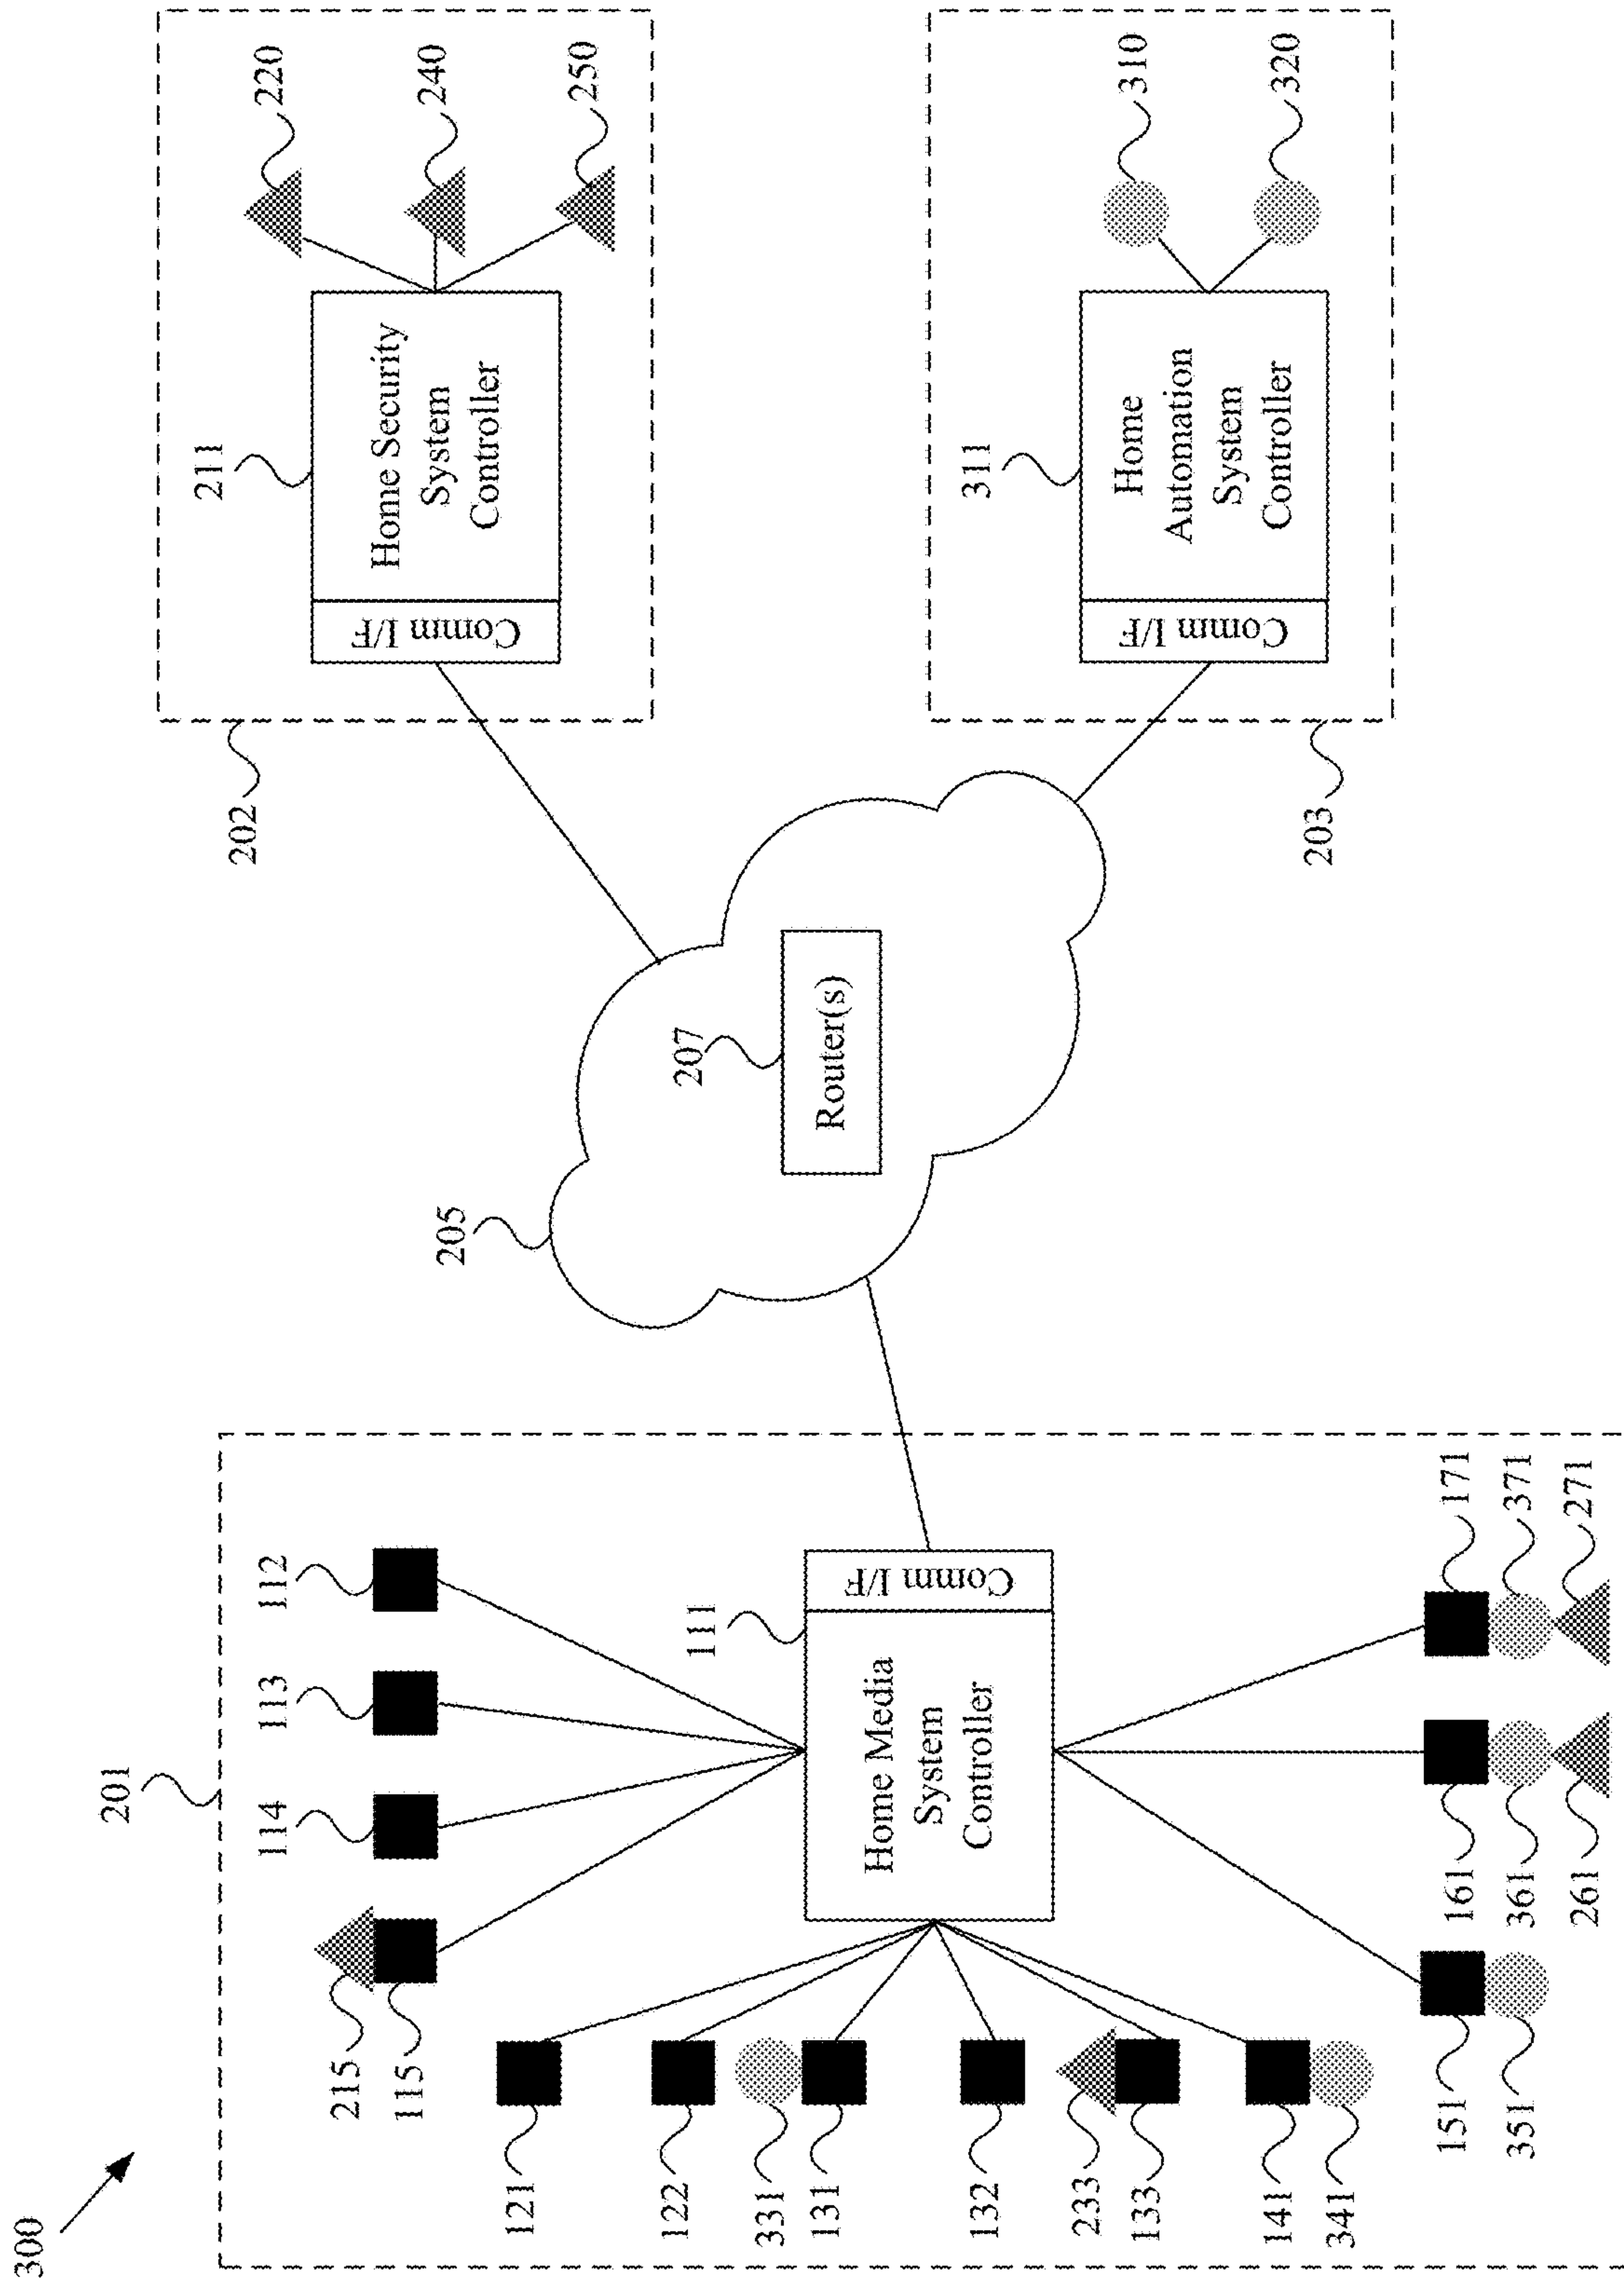 300
201
215
115
114
113
112
121
122
331
131
132
233
133
141
341
111
Home Media
System
Controller
Comm I/F
151
351
161
361
261
171
371
271
205
207
Router(s)
202
211
Comm I/F
Home Security
System
Controller
220
240
250
203
311
Comm I/F
Home
Automation
System
Controller
310
320